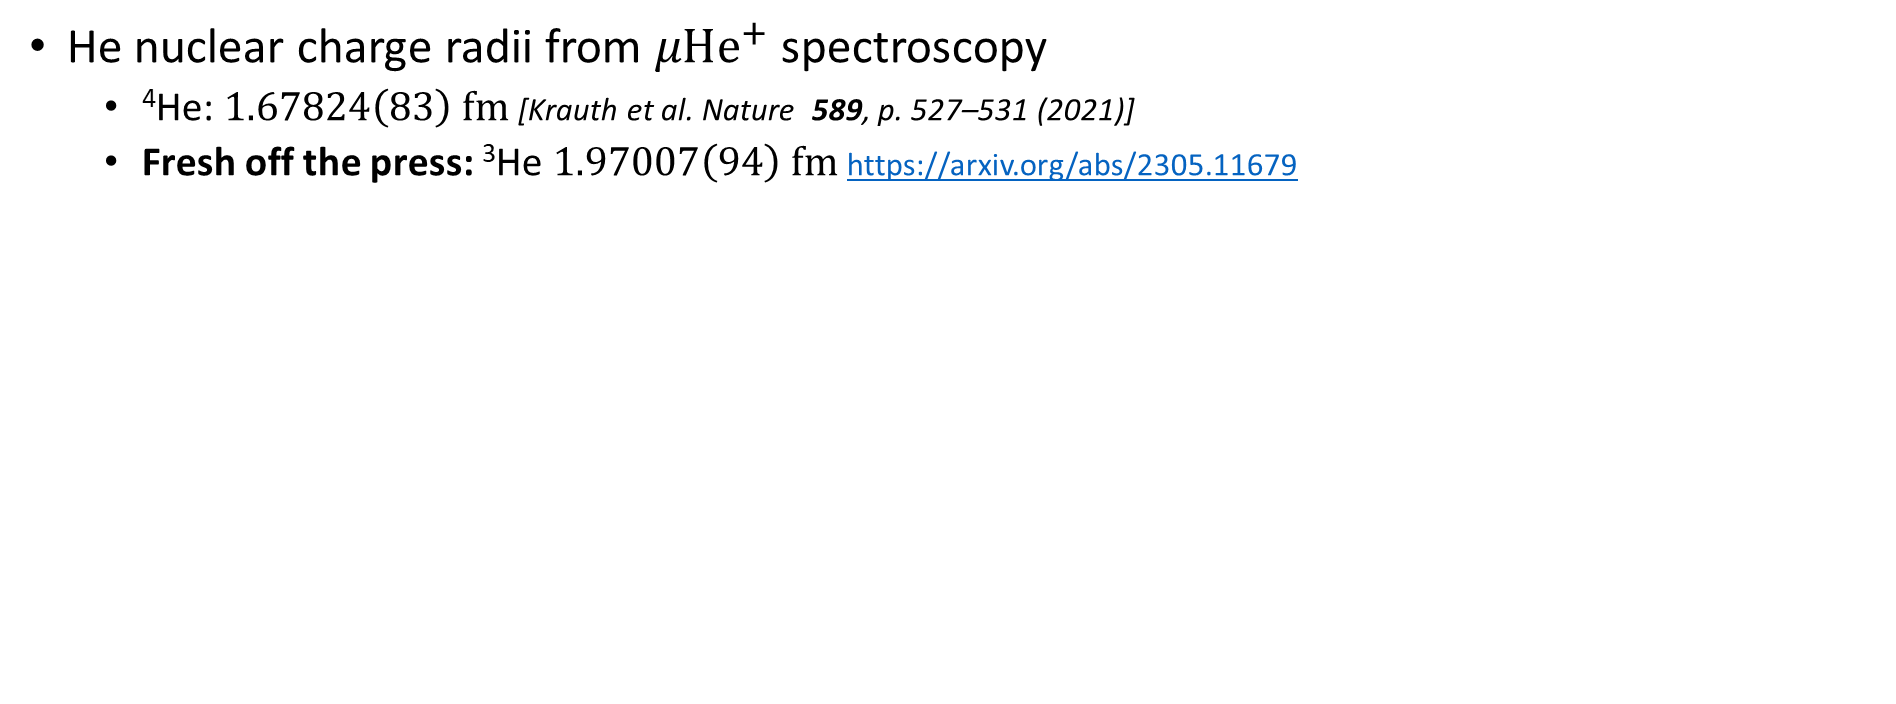 • He nuclear charge radii from μHe⁺ spectroscopy
• ⁴He: 1.67824(83) fm [Krauth et al. Nature 589, p. 527–531 (2021)]
• Fresh off the press: ³He 1.97007(94) fm https://arxiv.org/abs/2305.11679